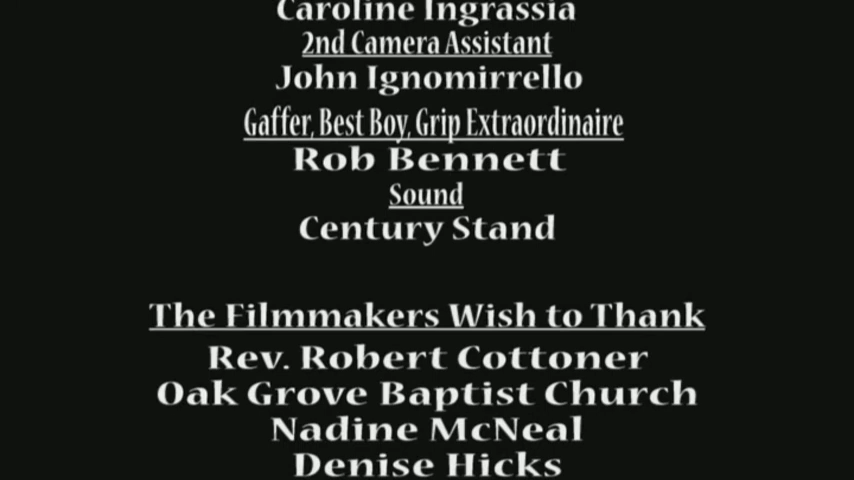 Caroline Ingrassia
2nd Camera Assistant
John Ignomirrello
Gaffer, Best Boy, Grip Extraordinaire
Rob Bennett
Sound
Century Stand
The Filmmakers Wish to Thank
Rev. Robert Cottoner
Oak Grove Baptist Church
Nadine McNeal
Denise Hicks